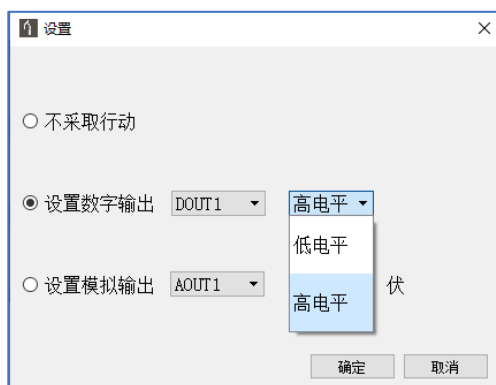 设置
不采取行动
设置数字输出 DOUT1 高电平
低电平
设置模拟输出 AOUT1 伏
高电平
确定 取消